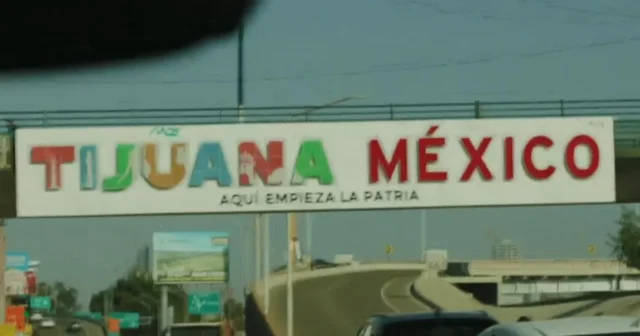 TIJUANA MÉXICO
AQUÍ EMPIEZA LA PATRIA